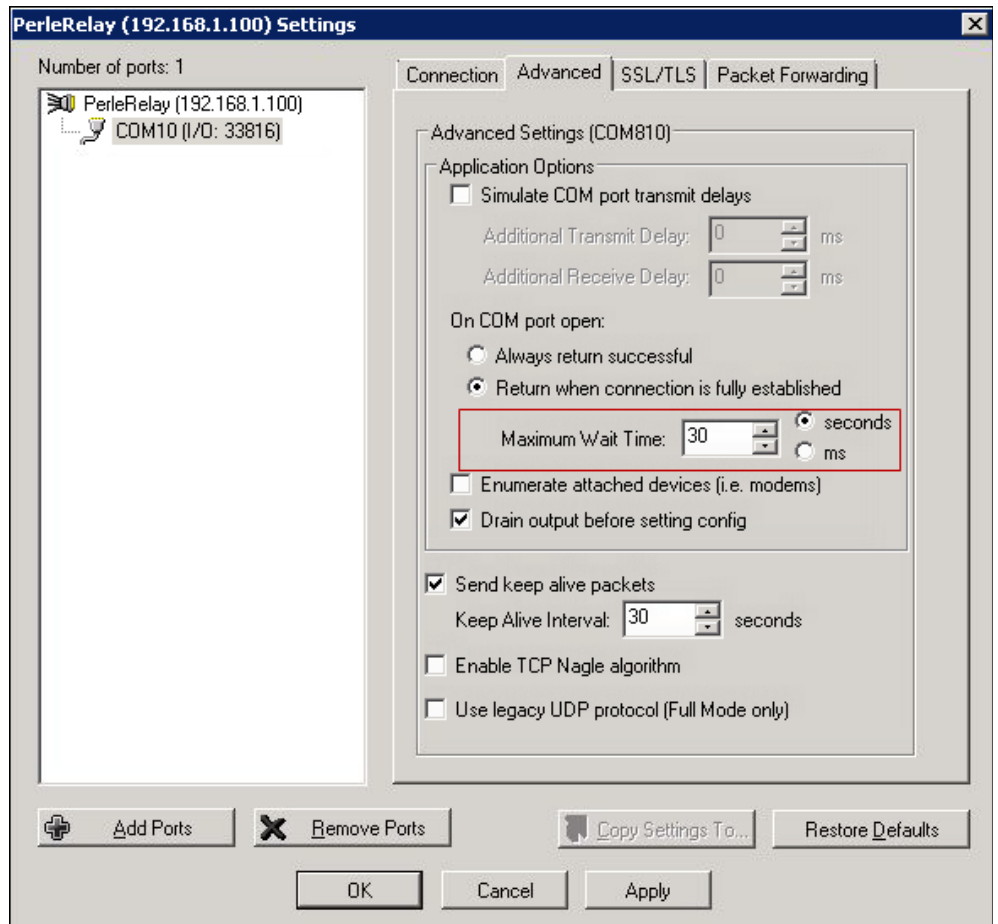 PerleRelay (192.168.1.100) Settings
Number of ports: 1
PerleRelay (192.168.1.100)
COM10 (I/O: 33816)
Connection Advanced SSL/TLS Packet Forwarding
Advanced Settings (COM810)
Application Options
Simulate COM port transmit delays
Additional Transmit Delay: 0 ms
Additional Receive Delay: 0 ms
On COM port open:
Always return successful
Return when connection is fully established
Maximum Wait Time: 30 seconds
ms
Enumerate attached devices (i.e. modems)
Drain output before setting config
Send keep alive packets
Keep Alive Interval: 30 seconds
Enable TCP Nagle algorithm
Use legacy UDP protocol (Full Mode only)
Add Ports Remove Ports Copy Settings To... Restore Defaults
OK Cancel Apply